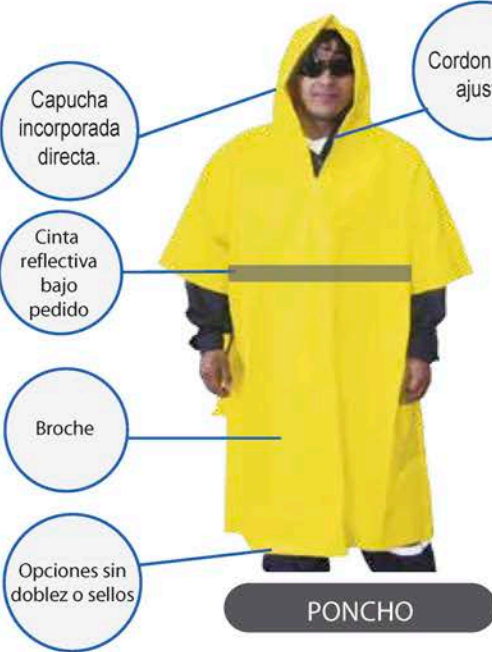 Capucha
incorporada
directa.
Cinta
reflectiva
bajo
pedido
Broche
Opciones sin
doblez o sellos
PONCHO